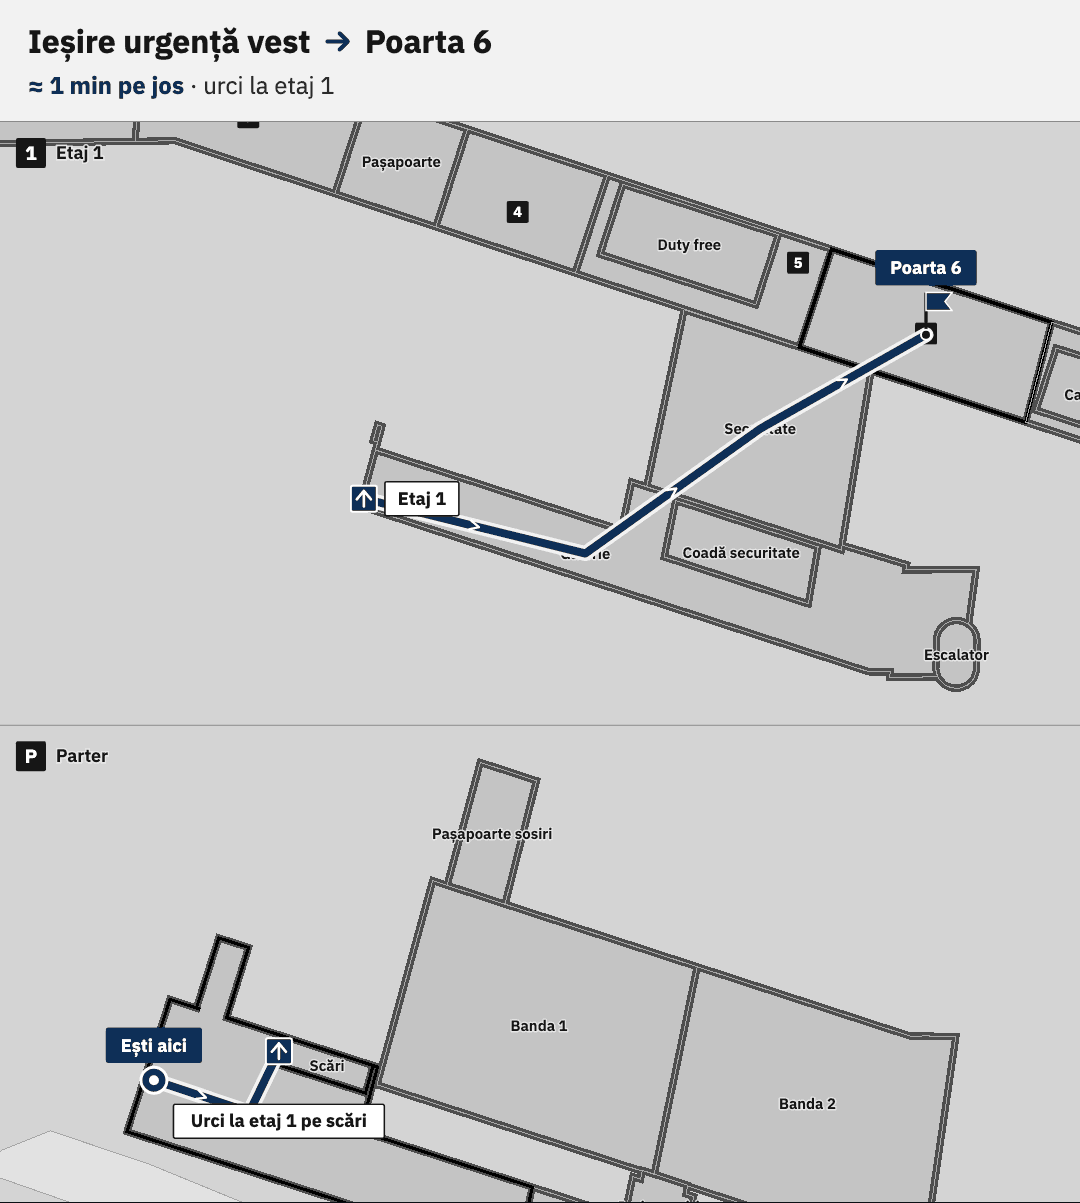 Ieșire urgență vest → Poarta 6
≈ 1 min pe jos · urci la etaj 1
1 Etaj 1
Pașapoarte
4
Duty free
5
Poarta 6
Etaj 1
Coadă securitate
Escalator
P Parter
Pașapoarte sosiri
Banda 1
Ești aici
Scări
Banda 2
Urci la etaj 1 pe scări